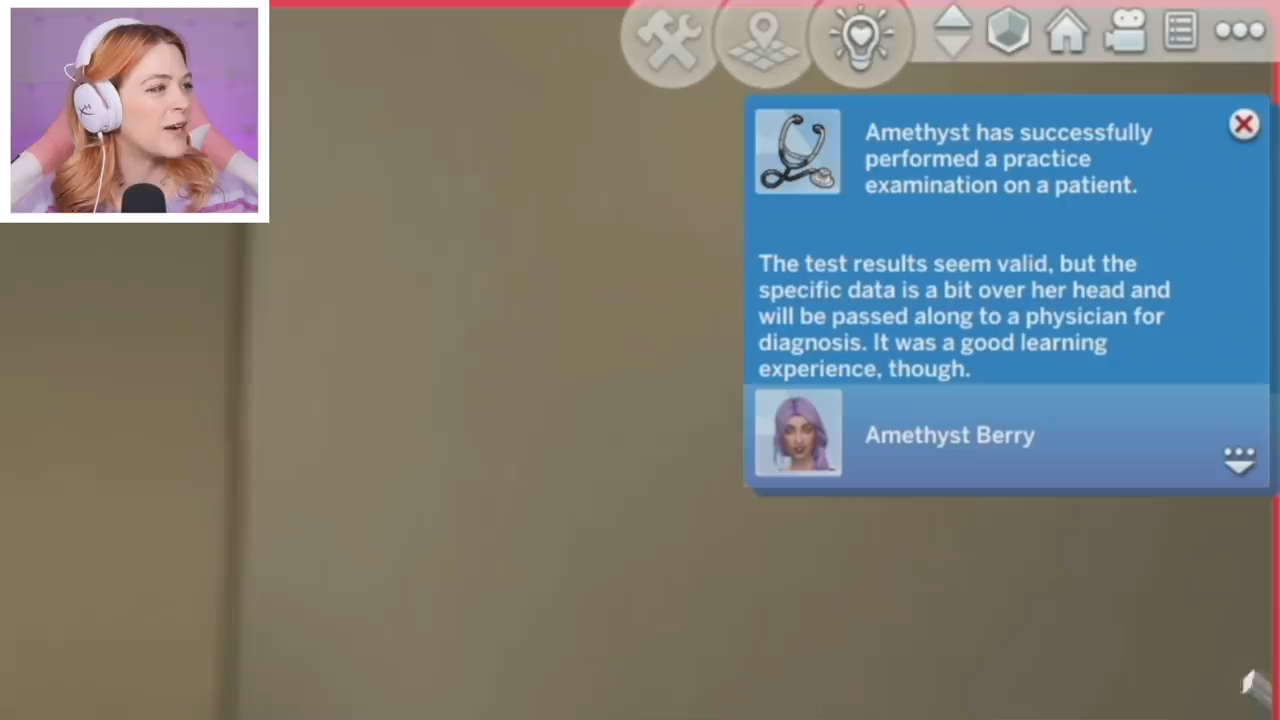 Amethyst has successfully
performed a practice
examination on a patient.
The test results seem valid, but the
specific data is a bit over her head and
will be passed along to a physician for
diagnosis. It was a good learning
experience, though.
Amethyst Berry